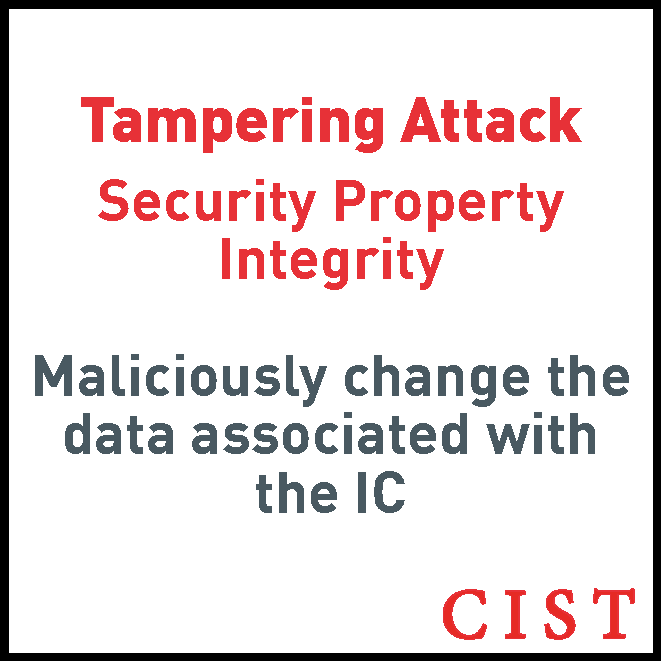 Tampering Attack
Security Property
Integrity
Maliciously change the
data associated with
the IC
CIST